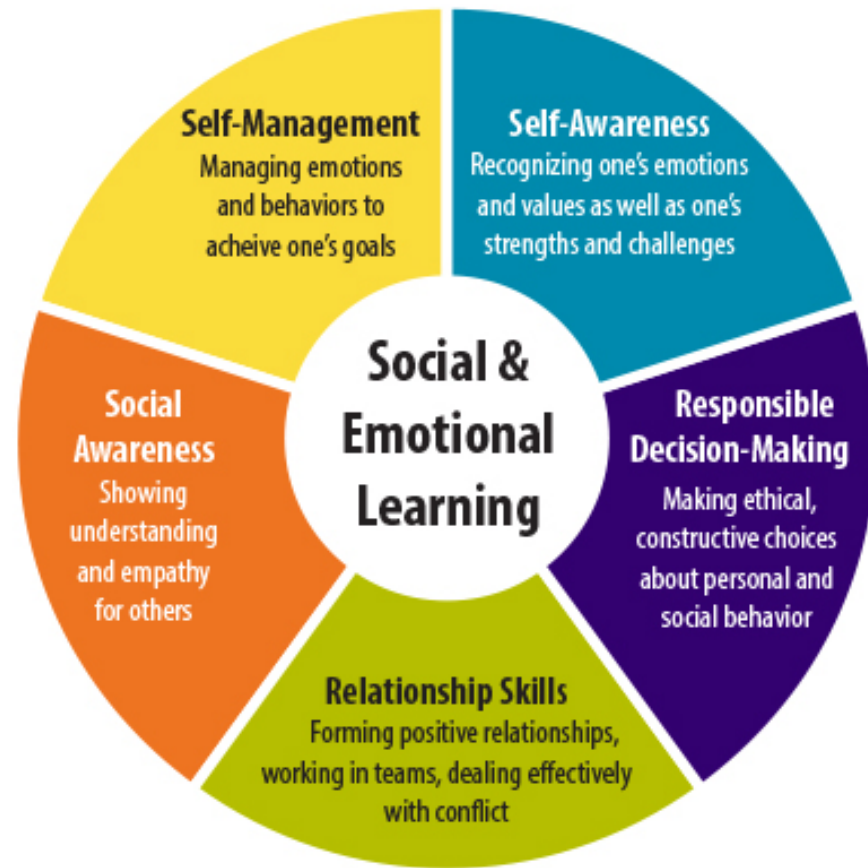 Self-Management
Managing emotions
and behaviors to
acheive one's goals
Self-Awareness
Recognizing one's emotions
and values as well as one's
strengths and challenges
Social &
Emotional
Learning
Social
Awareness
Showing
understanding
and empathy
for others
Responsible
Decision-Making
Making ethical,
constructive choices
about personal and
social behavior
Relationship Skills
Forming positive relationships,
working in teams, dealing effectively
with conflict